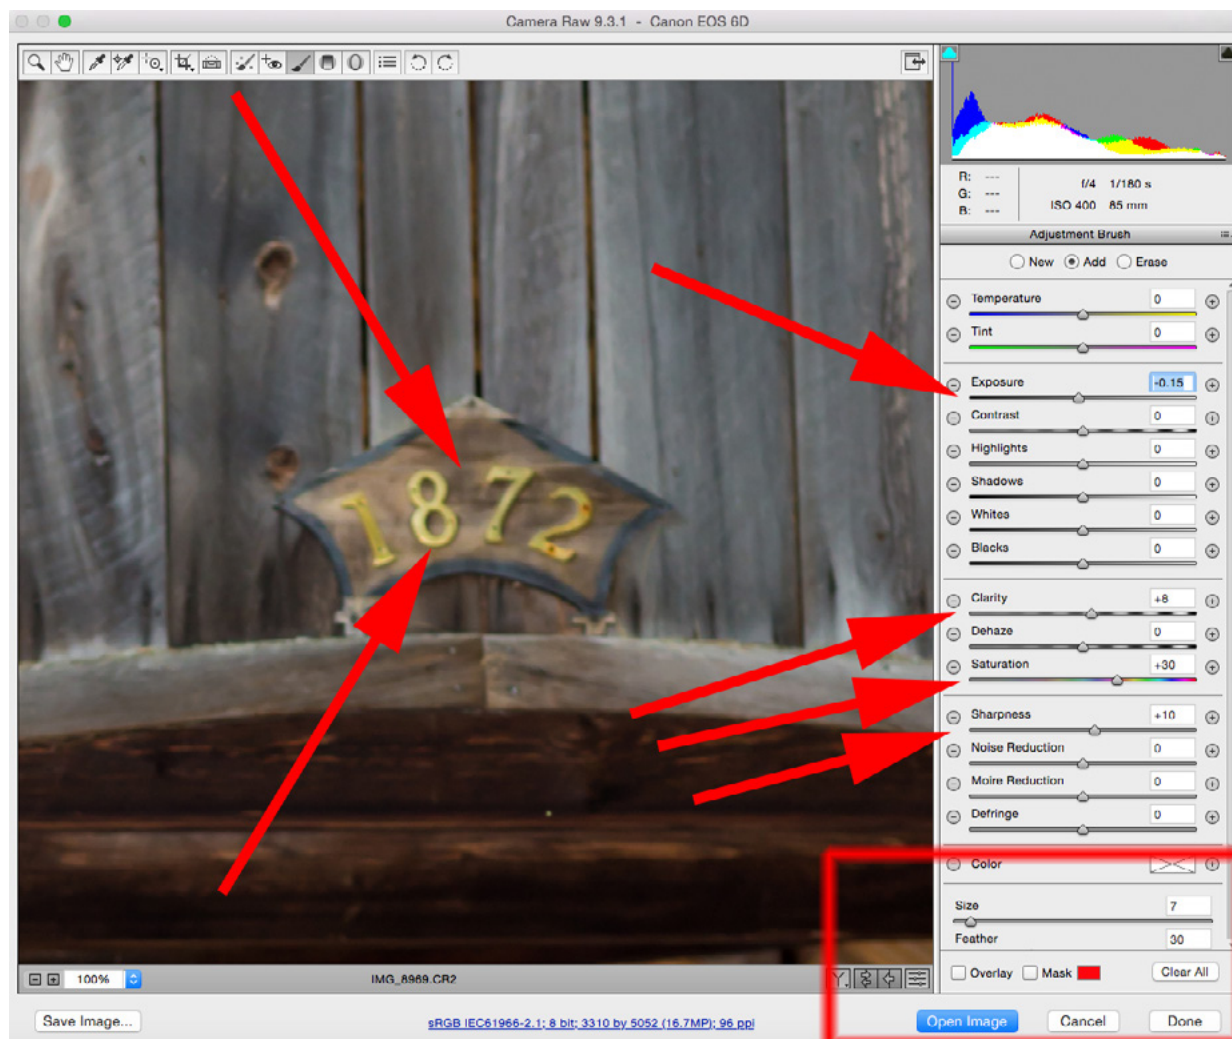 Camera Raw 9.3.1 - Canon EOS 6D
R: ---
G: ---
B: ---
f/4 1/180 s
ISO 400 85 mm
Adjustment Brush
New Add Erase
Temperature 0
Tint 0
Exposure -0.15
Contrast 0
Highlights 0
Shadows 0
Whites 0
Blacks 0
Clarity +8
Dehaze 0
Saturation +30
Sharpness +10
Noise Reduction 0
Moire Reduction 0
Defringe 0
Color
Size 7
Feather 30
Overlay Mask Clear All
1872
100% IMG_8969.CR2 Y
Save Image... sRGB IEC61966-2.1; 8 bit; 3310 by 5052 (16.7MP); 96 ppi Open Image Cancel Done